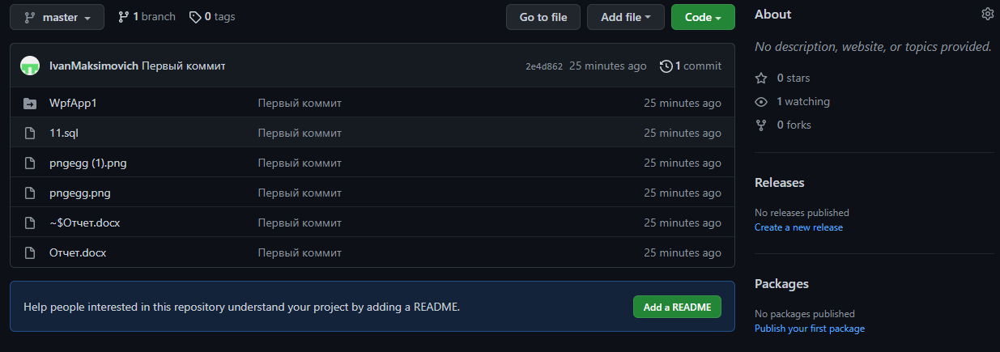 master 1 branch 0 tags Go to file Add file Code
IvanMaksimovich Первый коммит 2e4d862 25 minutes ago 1 commit
WpfApp1 Первый коммит 25 minutes ago
11.sql Первый коммит 25 minutes ago
pngegg (1).png Первый коммит 25 minutes ago
pngegg.png Первый коммит 25 minutes ago
~$Отчет.docx Первый коммит 25 minutes ago
Отчет.docx Первый коммит 25 minutes ago
Help people interested in this repository understand your project by adding a README. Add a README
About
No description, website, or topics provided.
0 stars
1 watching
0 forks
Releases
No releases published
Create a new release
Packages
No packages published
Publish your first package